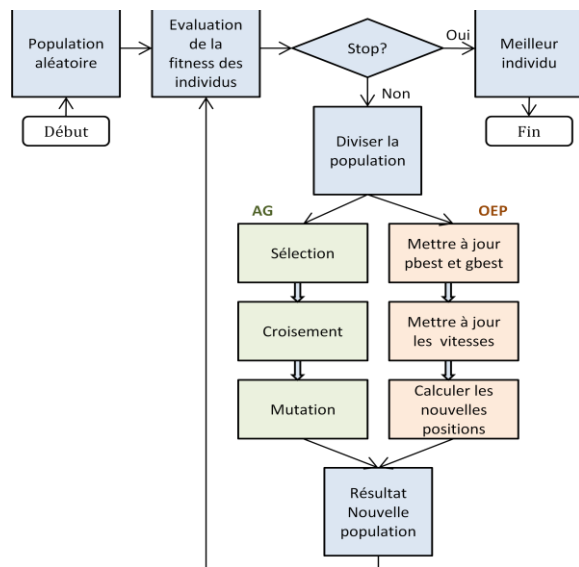 Population
aléatoire
Evaluation
de la
fitness des
individus
Stop?
Oui
Meilleur
individu
Début
Non
Fin
Diviser la
population
AG
OEP
Sélection
Mettre à jour
pbest et gbest
Croisement
Mettre à jour
les vitesses
Mutation
Calculer les
nouvelles
positions
Résultat
Nouvelle
population